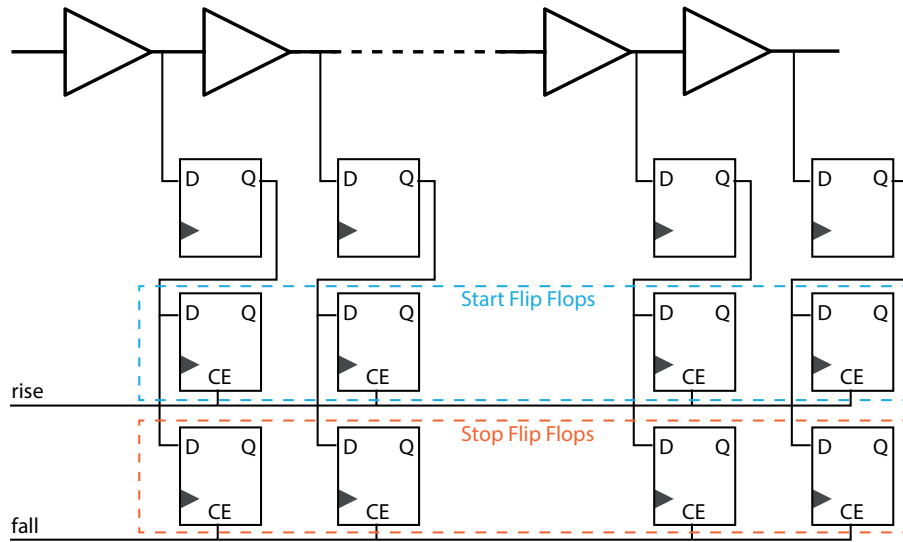 D Q D Q D Q D Q
Start Flip Flops
D Q D Q D Q D Q
CE CE CE CE
rise
Stop Flip Flops
D Q D Q D Q D Q
CE CE CE CE
fall